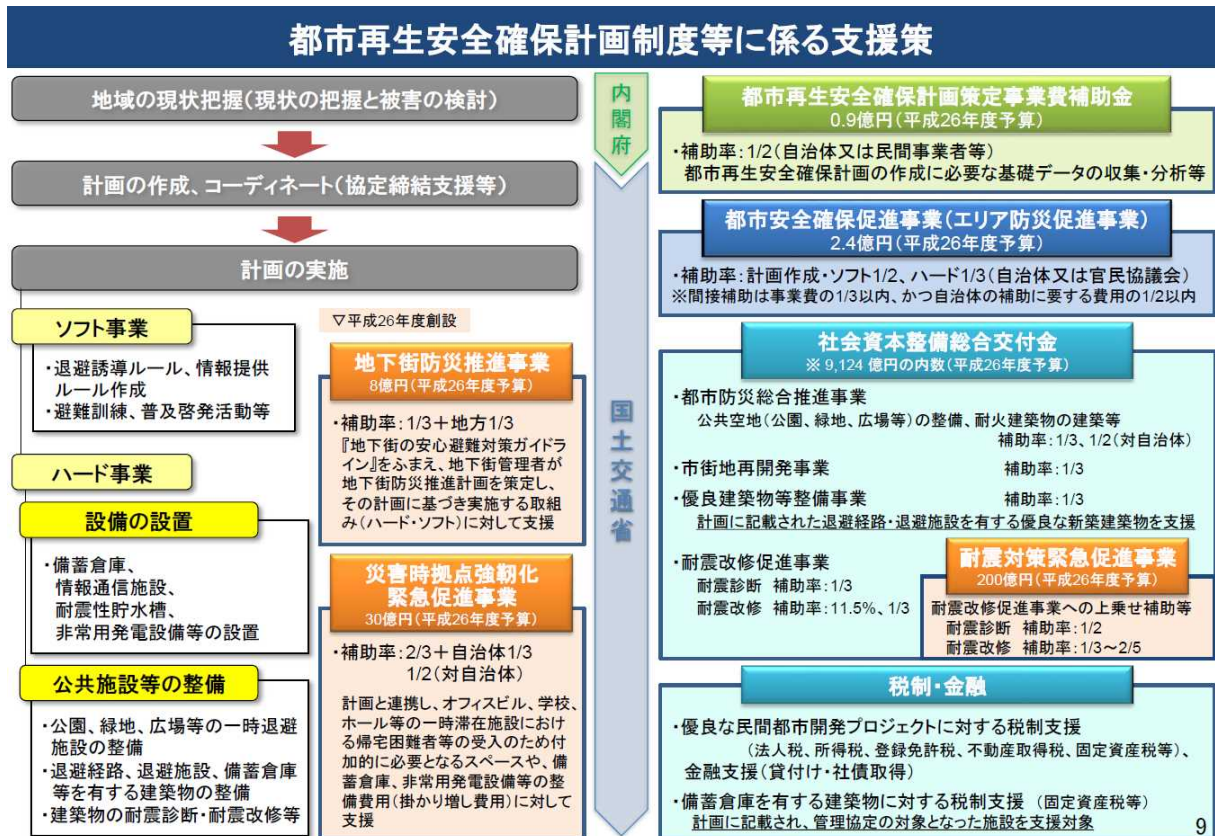 都市再生安全確保計画制度等に係る支援策
地域の現状把握(現状の把握と被害の検討)
計画の作成、コーディネート(協定締結支援等)
計画の実施
ソフト事業
・退避誘導ルール、情報提供
ルール作成
・避難訓練、普及啓発活動等
ハード事業
設備の設置
・備蓄倉庫、
情報通信施設、
耐震性貯水槽、
非常用発電設備等の設置
公共施設等の整備
・公園、緑地、広場等の一時退避
施設の整備
・退避経路、退避施設、備蓄倉庫
等を有する建築物の整備
・建築物の耐震診断・耐震改修等
▽平成26年度創設
地下街防災推進事業
8億円(平成26年度予算)
・補助率:1/3+地方1/3
『地下街の安心避難対策ガイドラ
イン』をふまえ、地下街管理者が
地下街防災推進計画を策定し、
その計画に基づき実施する取組
み(ハード・ソフト)に対して支援
災害時拠点強靭化
緊急促進事業
30億円(平成26年度予算)
・補助率:2/3+自治体1/3
1/2(対自治体)
計画と連携し、オフィスビル、学校、
ホール等の一時滞在施設におけ
る帰宅困難者等の受入のため付
加的に必要となるスペースや、備
蓄倉庫、非常用発電設備等の整
備費用(掛かり増し費用)に対して
支援
内閣府
国土交通省
都市再生安全確保計画策定事業費補助金
0.9億円(平成26年度予算)
・補助率:1/2(自治体又は民間事業者等)
都市再生安全確保計画の作成に必要な基礎データの収集・分析等
都市安全確保促進事業(エリア防災促進事業)
2.4億円(平成26年度予算)
・補助率:計画作成・ソフト1/2、ハード1/3(自治体又は官民協議会)
※間接補助は事業費の1/3以内、かつ自治体の補助に要する費用の1/2以内
社会資本整備総合交付金
※ 9,124 億円の内数(平成26年度予算)
・都市防災総合推進事業
公共空地(公園、緑地、広場等)の整備、耐火建築物の建築等
補助率:1/3、1/2(対自治体)
・市街地再開発事業 補助率:1/3
・優良建築物等整備事業 補助率:1/3
計画に記載された退避経路・退避施設を有する優良な新築建築物を支援
・耐震改修促進事業
耐震診断 補助率:1/3
耐震改修 補助率:11.5%、1/3
耐震対策緊急促進事業
200億円(平成26年度予算)
耐震改修促進事業への上乗せ補助等
耐震診断 補助率:1/2
耐震改修 補助率:1/3~2/5
税制・金融
・優良な民間都市開発プロジェクトに対する税制支援
(法人税、所得税、登録免許税、不動産取得税、固定資産税等)、
金融支援(貸付け・社債取得)
・備蓄倉庫を有する建築物に対する税制支援 (固定資産税等)
計画に記載され、管理協定の対象となった施設を支援対象
9